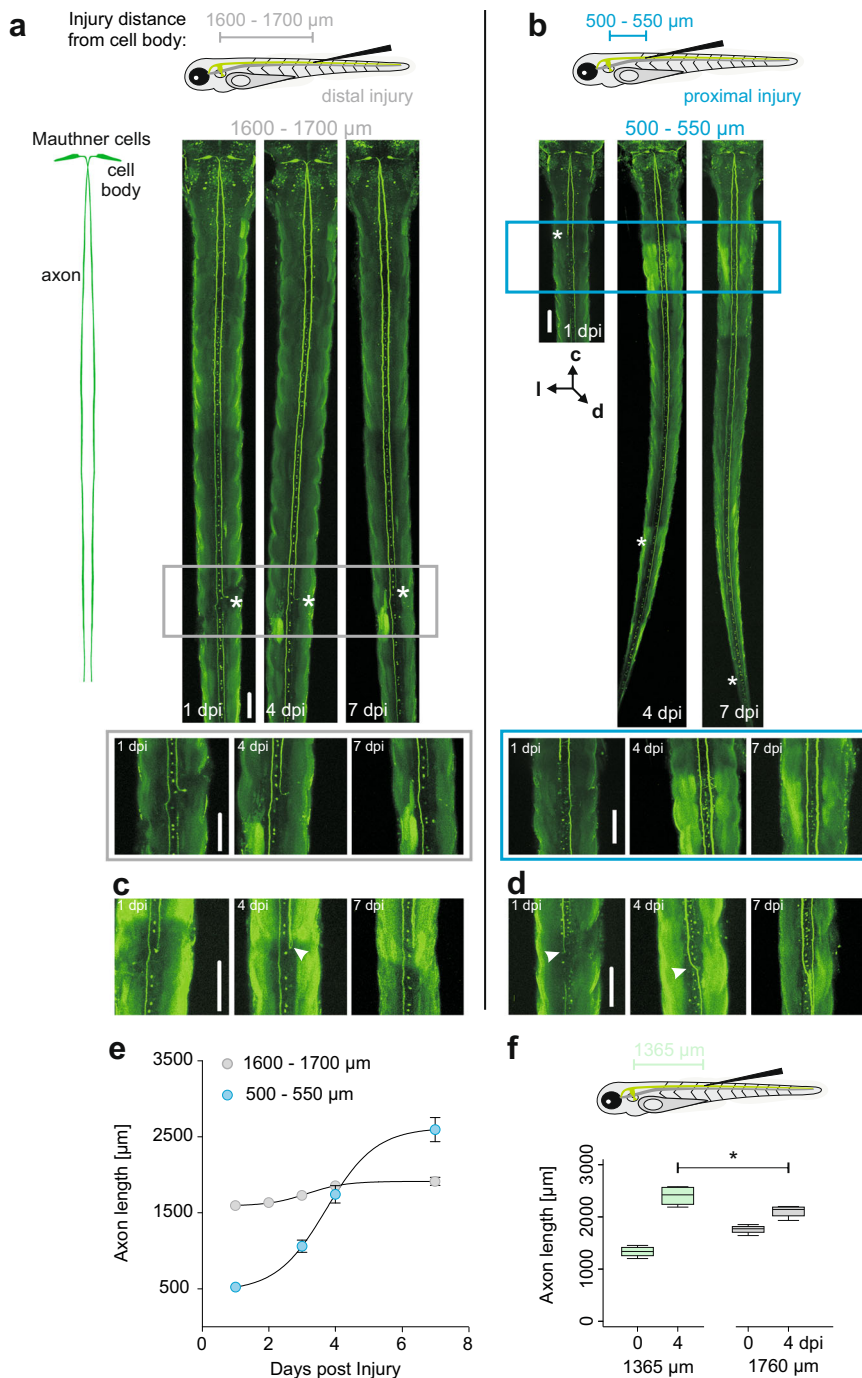 a
Injury distance
from cell body:
1600 - 1700 µm
distal injury
1600 - 1700 µm
Mauthner cells
cell
body
axon
*
*
*
1 dpi
4 dpi
7 dpi
1 dpi
4 dpi
7 dpi
b
500 - 550 µm
proximal injury
500 - 550 µm
*
1 dpi
c
l
d
*
*
4 dpi
7 dpi
1 dpi
4 dpi
7 dpi
c
1 dpi
4 dpi
7 dpi
d
1 dpi
4 dpi
7 dpi
e
3500
2500
1500
500
Axon length [µm]
1600 - 1700 µm
500 - 550 µm
0 2 4 6 8
Days post Injury
f
1365 µm
*
3000
2000
1000
0
Axon length [µm]
0 4 0 4 dpi
1365 µm 1760 µm